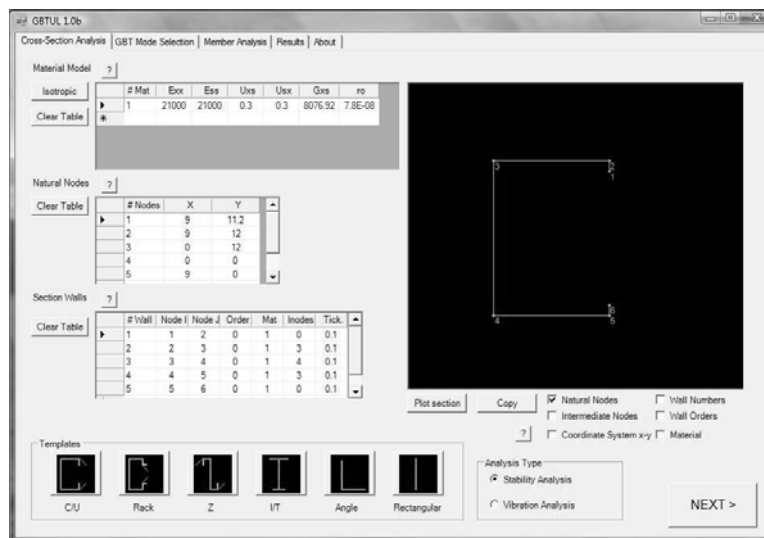 GBTUL 1.0b
Cross-Section Analysis GBT Mode Selection Member Analysis Results About
Material Model ?
Isotropic
Clear Table
# Mat Exx Ess Uxs Usx Gxs ro
1 21000 21000 0.3 0.3 8076.92 7.8E-08
Natural Nodes ?
Clear Table
# Nodes X Y
1 9 11.2
2 9 12
3 0 12
4 0 0
5 9 0
Section Walls ?
Clear Table
# Wall Node I Node J Order Mat Inodes Tick.
1 1 2 0 1 0 0.1
2 2 3 0 1 3 0.1
3 3 4 0 1 4 0.1
4 4 5 0 1 3 0.1
5 5 6 0 1 0 0.1
3 2
1
6
4 5
Plot section Copy Natural Nodes Wall Numbers
Intermediate Nodes Wall Orders
? Coordinate System x-y Material
Templates
C/U Rack Z I/T Angle Rectangular
Analysis Type
Stability Analysis
Vibration Analysis
NEXT >